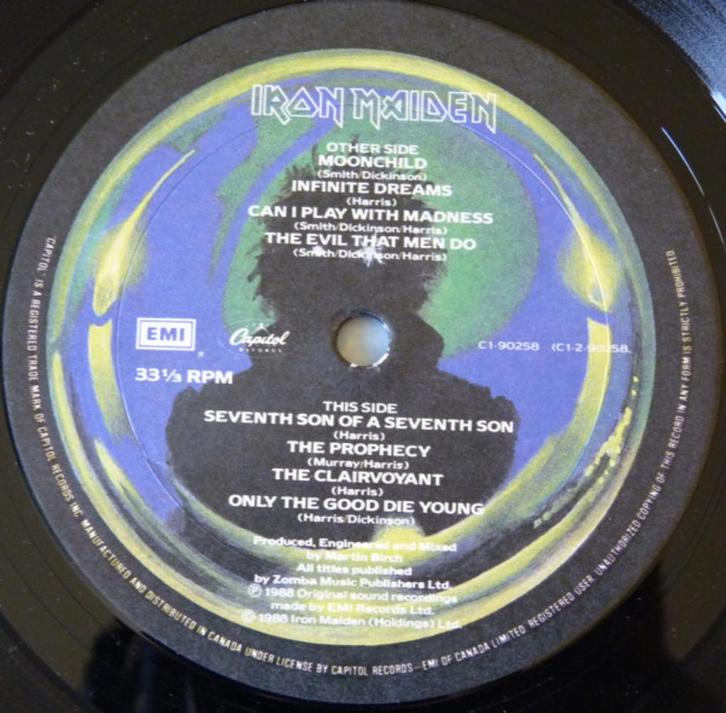 IRON MAIDEN
OTHER SIDE
MOONCHILD
(Smith/Dickinson)
INFINITE DREAMS
(Harris)
CAN I PLAY WITH MADNESS
(Smith/Dickinson/Harris)
THE EVIL THAT MEN DO
(Smith/Dickinson/Harris)
EMI
Capitol
RECORDS
C1-90258 (C1-2-90258)
33⅓ RPM
THIS SIDE
SEVENTH SON OF A SEVENTH SON
(Harris)
THE PROPHECY
(Murray/Harris)
THE CLAIRVOYANT
(Harris)
ONLY THE GOOD DIE YOUNG
(Harris/Dickinson)
Produced, Engineered and Mixed
by Martin Birch
All titles published
by Zomba Music Publishers Ltd.
Ⓟ 1988 Original sound recordings
made by EMI Records Ltd.
© 1988 Iron Maiden (Holdings) Ltd.
"CAPITOL" IS A REGISTERED TRADE MARK OF CAPITOL RECORDS INC. MANUFACTURED AND DISTRIBUTED IN CANADA UNDER LICENSE BY CAPITOL RECORDS—EMI OF CANADA LIMITED. REGISTERED USER. UNAUTHORIZED COPYING OF THIS RECORD IN ANY FORM IS STRICTLY PROHIBITED